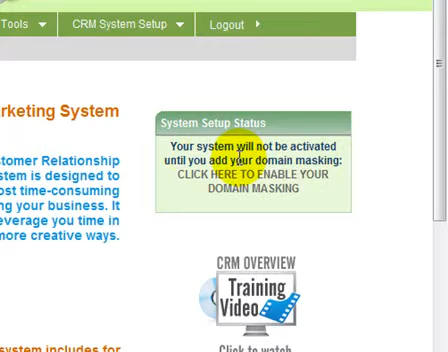 Tools CRM System Setup Logout
arketing System
System Setup Status
Your system will not be activated
until you add your domain masking:
CLICK HERE TO ENABLE YOUR
DOMAIN MASKING
stomer Relationship
stem is designed to
ost time-consuming
ng your business. It
everage you time in
more creative ways.
CRM OVERVIEW
Training
Video
Click to watch
system includes for